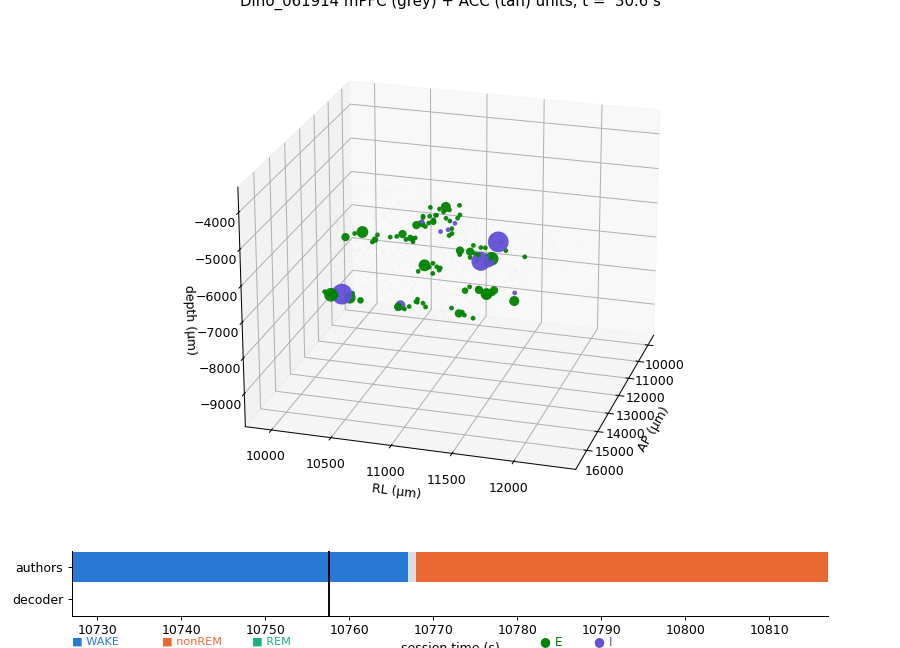 Dino_061914 mPFC (grey) + ACC (tan) units, t = 30.6 s
−4000
−5000
−6000
−7000
−8000
−9000
depth (μm)
10000
10500
11000
11500
12000
RL (μm)
10000
11000
12000
13000
14000
15000
16000
AP (μm)
authors
decoder
10730 10740 10750 10760 10770 10780 10790 10800 10810
session time (s)
WAKE nonREM REM E I